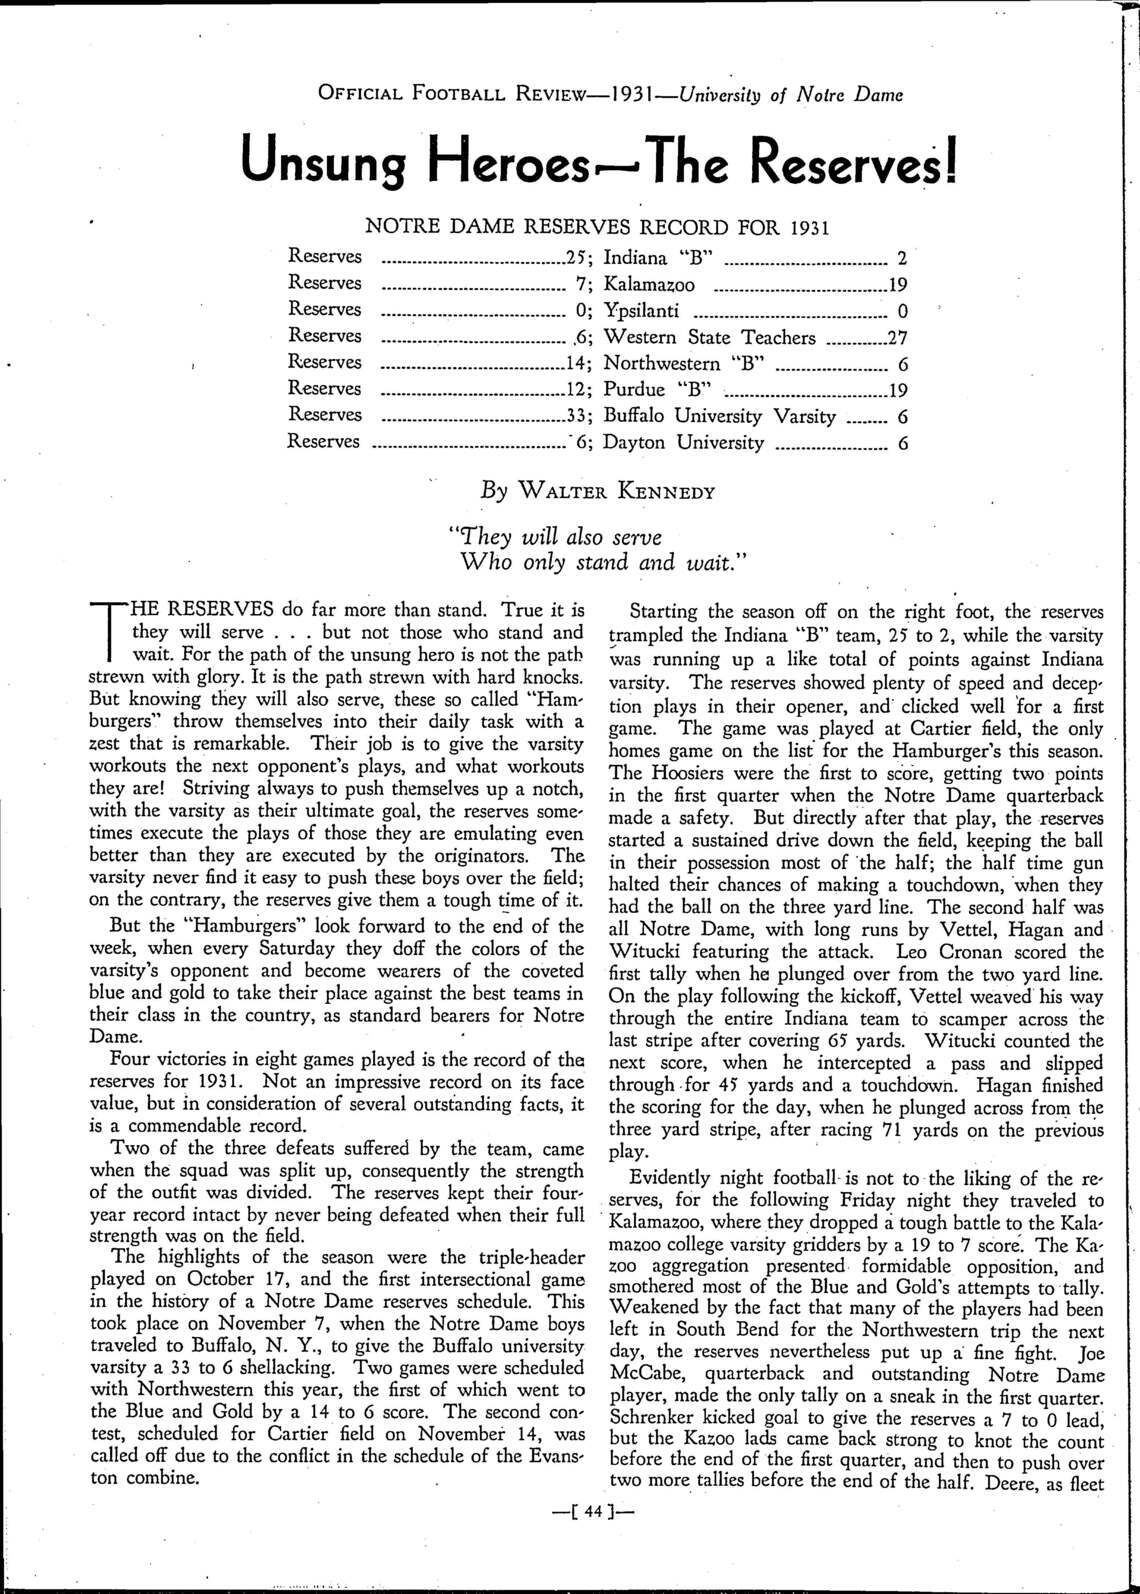 OFFICIAL FOOTBALL REVIEW—1931—University of Notre Dame
Unsung Heroes—The Reserves!
NOTRE DAME RESERVES RECORD FOR 1931
Reserves ....................................25; Indiana "B" ................................ 2
Reserves .................................... 7; Kalamazoo ..................................19
Reserves .................................... 0; Ypsilanti ...................................... 0
Reserves .................................... 6; Western State Teachers ............27
Reserves ....................................14; Northwestern "B" ...................... 6
Reserves ....................................12; Purdue "B" ................................19
Reserves ....................................33; Buffalo University Varsity ........ 6
Reserves ...................................... 6; Dayton University ...................... 6
By WALTER KENNEDY
"They will also serve
Who only stand and wait."
THE RESERVES do far more than stand. True it is
they will serve . . . but not those who stand and
wait. For the path of the unsung hero is not the path
strewn with glory. It is the path strewn with hard knocks.
But knowing they will also serve, these so called "Ham-
burgers" throw themselves into their daily task with a
zest that is remarkable. Their job is to give the varsity
workouts the next opponent's plays, and what workouts
they are! Striving always to push themselves up a notch,
with the varsity as their ultimate goal, the reserves some-
times execute the plays of those they are emulating even
better than they are executed by the originators. The
varsity never find it easy to push these boys over the field;
on the contrary, the reserves give them a tough time of it.
But the "Hamburgers" look forward to the end of the
week, when every Saturday they doff the colors of the
varsity's opponent and become wearers of the coveted
blue and gold to take their place against the best teams in
their class in the country, as standard bearers for Notre
Dame.
Four victories in eight games played is the record of the
reserves for 1931. Not an impressive record on its face
value, but in consideration of several outstanding facts, it
is a commendable record.
Two of the three defeats suffered by the team, came
when the squad was split up, consequently the strength
of the outfit was divided. The reserves kept their four-
year record intact by never being defeated when their full
strength was on the field.
The highlights of the season were the triple-header
played on October 17, and the first intersectional game
in the history of a Notre Dame reserves schedule. This
took place on November 7, when the Notre Dame boys
traveled to Buffalo, N. Y., to give the Buffalo university
varsity a 33 to 6 shellacking. Two games were scheduled
with Northwestern this year, the first of which went to
the Blue and Gold by a 14 to 6 score. The second con-
test, scheduled for Cartier field on November 14, was
called off due to the conflict in the schedule of the Evans-
ton combine.
Starting the season off on the right foot, the reserves
trampled the Indiana "B" team, 25 to 2, while the varsity
was running up a like total of points against Indiana
varsity. The reserves showed plenty of speed and decep-
tion plays in their opener, and clicked well for a first
game. The game was played at Cartier field, the only
homes game on the list for the Hamburger's this season.
The Hoosiers were the first to score, getting two points
in the first quarter when the Notre Dame quarterback
made a safety. But directly after that play, the reserves
started a sustained drive down the field, keeping the ball
in their possession most of the half; the half time gun
halted their chances of making a touchdown, when they
had the ball on the three yard line. The second half was
all Notre Dame, with long runs by Vettel, Hagan and
Witucki featuring the attack. Leo Cronan scored the
first tally when he plunged over from the two yard line.
On the play following the kickoff, Vettel weaved his way
through the entire Indiana team to scamper across the
last stripe after covering 65 yards. Witucki counted the
next score, when he intercepted a pass and slipped
through for 45 yards and a touchdown. Hagan finished
the scoring for the day, when he plunged across from the
three yard stripe, after racing 71 yards on the previous
play.
Evidently night football is not to the liking of the re-
serves, for the following Friday night they traveled to
Kalamazoo, where they dropped a tough battle to the Kala-
mazoo college varsity gridders by a 19 to 7 score. The Ka-
zoo aggregation presented formidable opposition, and
smothered most of the Blue and Gold's attempts to tally.
Weakened by the fact that many of the players had been
left in South Bend for the Northwestern trip the next
day, the reserves nevertheless put up a fine fight. Joe
McCabe, quarterback and outstanding Notre Dame
player, made the only tally on a sneak in the first quarter.
Schrenker kicked goal to give the reserves a 7 to 0 lead,
but the Kazoo lads came back strong to knot the count
before the end of the first quarter, and then to push over
two more tallies before the end of the half. Deere, as fleet
—[ 44 ]—